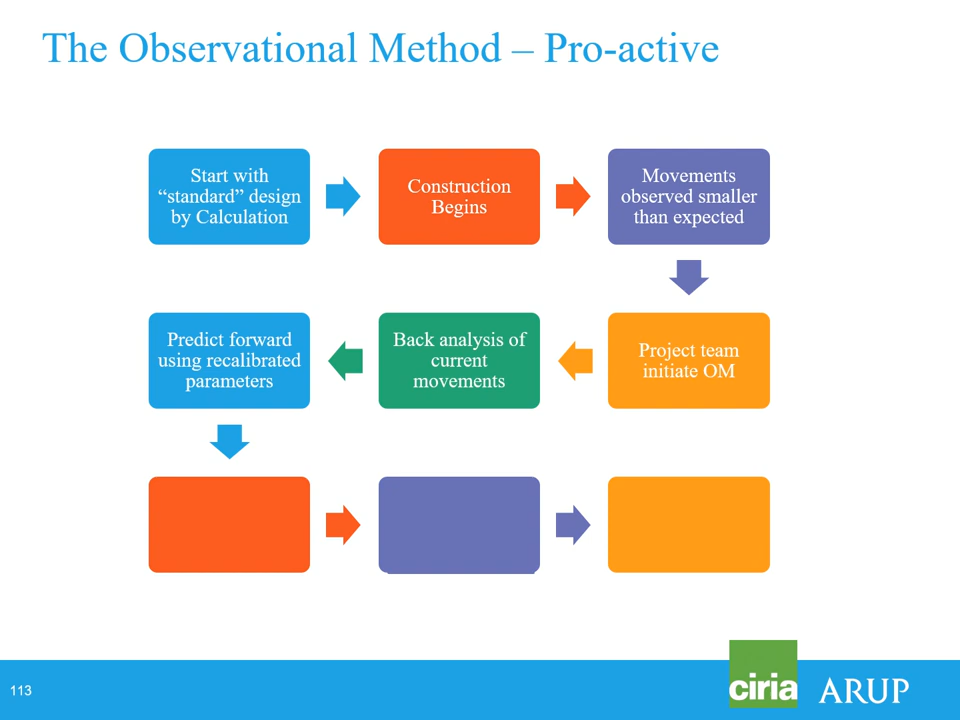 The Observational Method – Pro-active
Start with
“standard” design
by Calculation
Construction
Begins
Movements
observed smaller
than expected
Project team
initiate OM
Back analysis of
current
movements
Predict forward
using recalibrated
parameters
113
ciria
ARUP